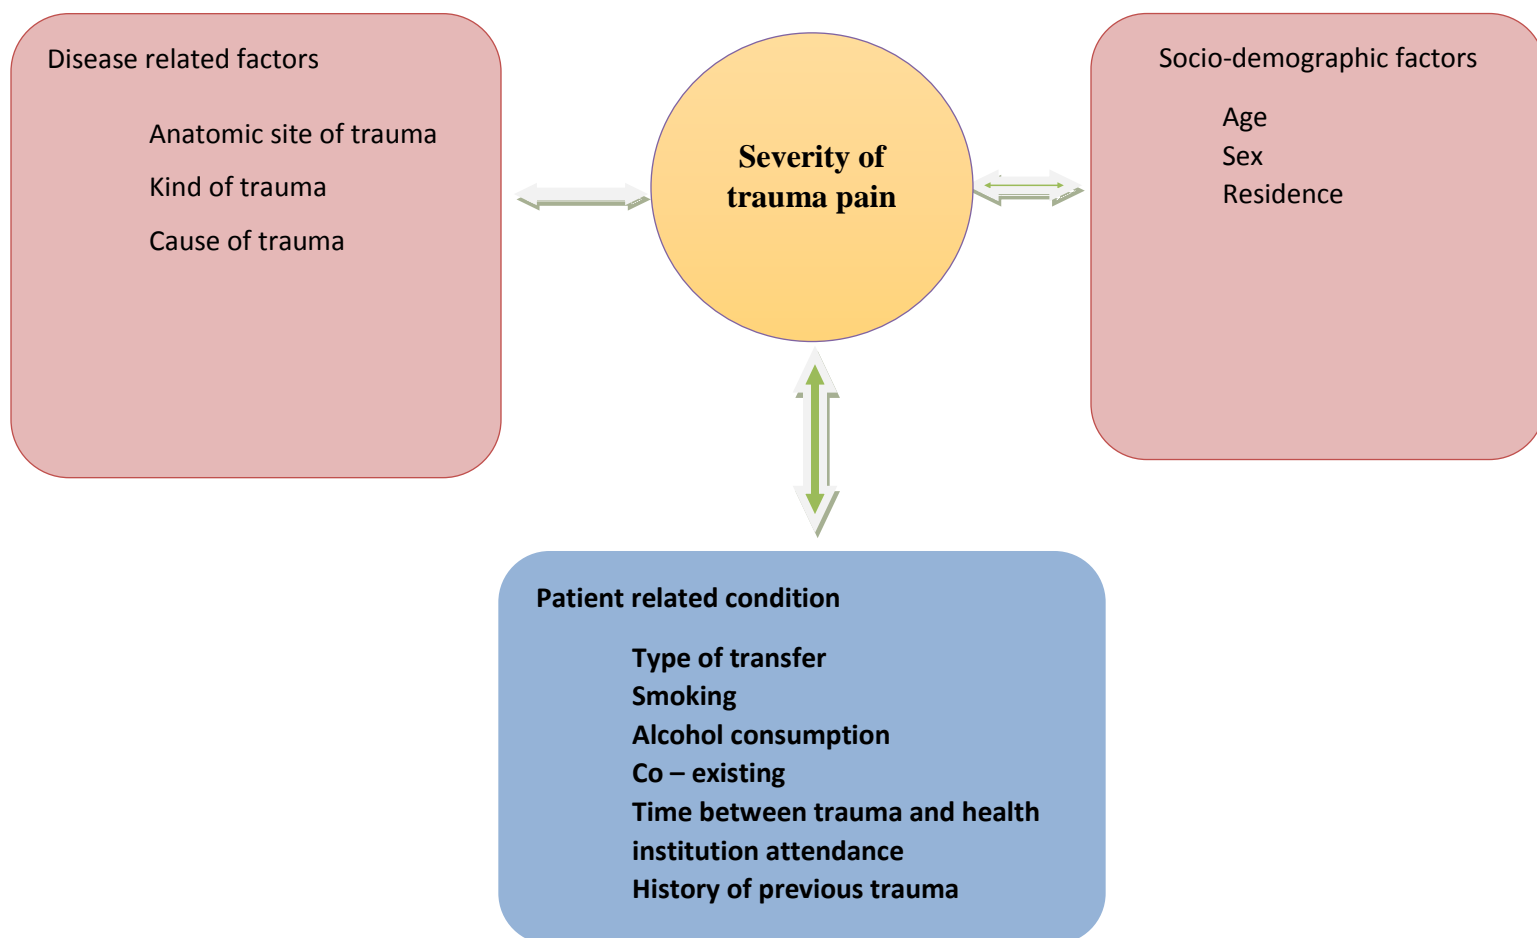 Disease related factors
Anatomic site of trauma
Kind of trauma
Cause of trauma
Severity of
trauma pain
Socio-demographic factors
Age
Sex
Residence
Patient related condition
Type of transfer
Smoking
Alcohol consumption
Co – existing
Time between trauma and health
institution attendance
History of previous trauma